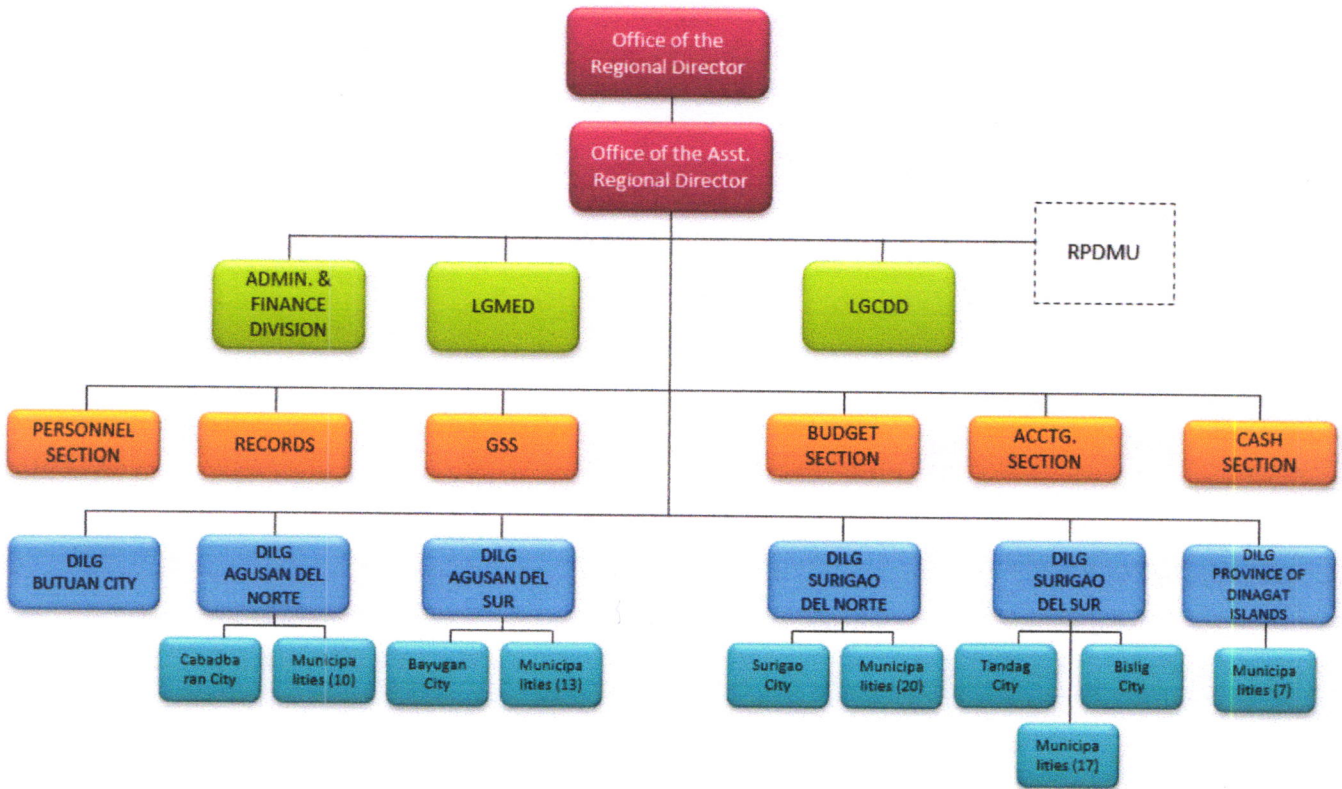 Office of the
Regional Director
Office of the Asst.
Regional Director
RPDMU
ADMIN. &
FINANCE
DIVISION
LGMED
LGCDD
PERSONNEL
SECTION
RECORDS
GSS
BUDGET
SECTION
ACCTG.
SECTION
CASH
SECTION
DILG
BUTUAN CITY
DILG
AGUSAN DEL
NORTE
DILG
AGUSAN DEL
SUR
DILG
SURIGAO
DEL NORTE
DILG
SURIGAO
DEL SUR
DILG
PROVINCE OF
DINAGAT
ISLANDS
Cabadba
ran City
Municipa
lities (10)
Bayugan
City
Municipa
lities (13)
Surigao
City
Municipa
lities (20)
Tandag
City
Bislig
City
Municipa
lities (7)
Municipa
lities (17)